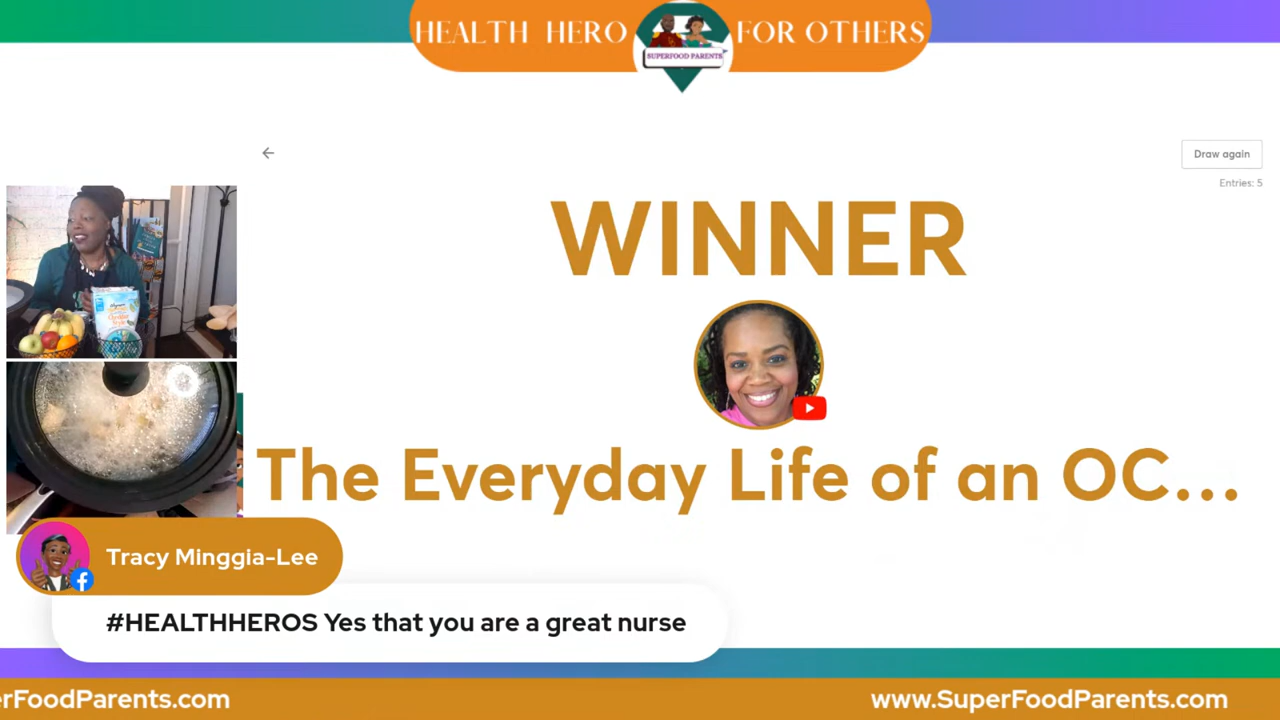 HEALTH HERO FOR OTHERS
SUPERFOOD PARENTS
Draw again
Entries: 5
WINNER
The Everyday Life of an OC...
Tracy Minggia-Lee
#HEALTHHEROS Yes that you are a great nurse
erFoodParents.com
www.SuperFoodParents.com